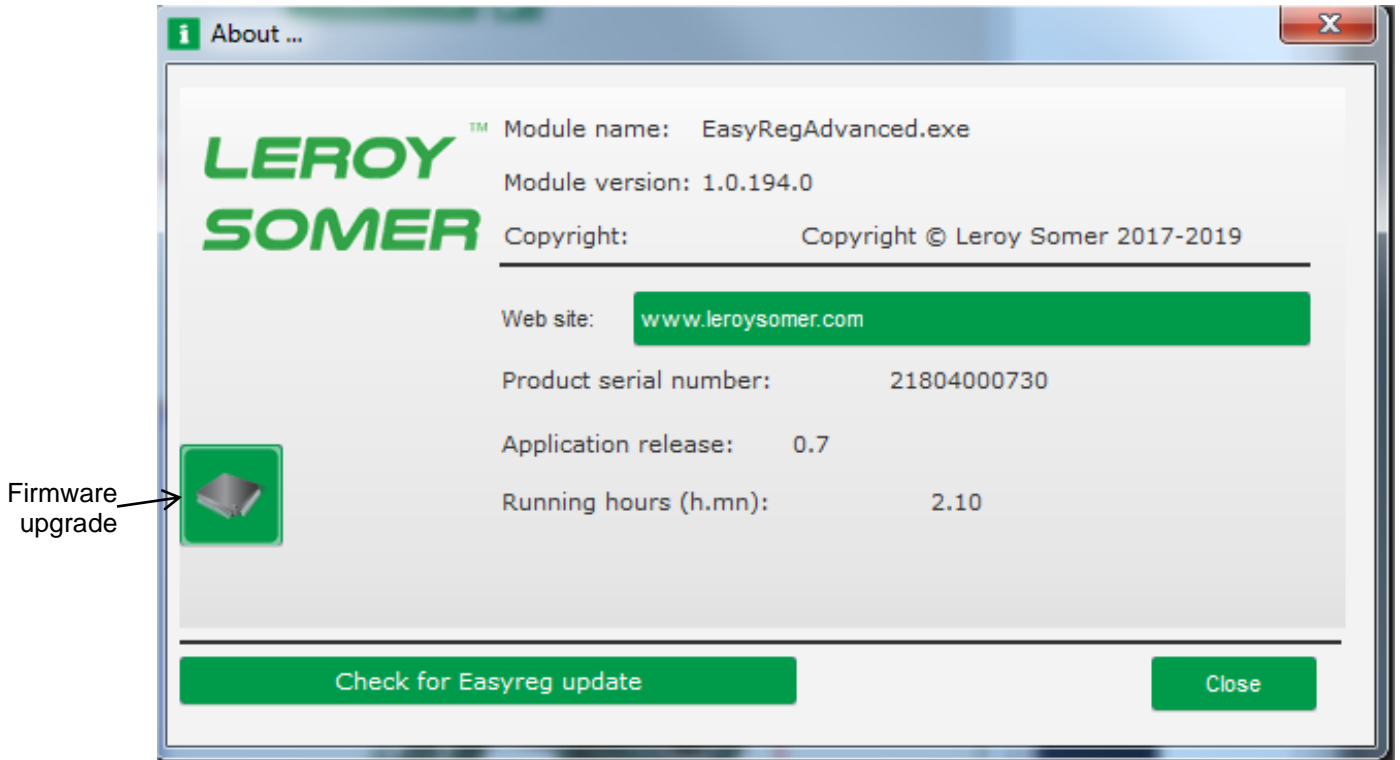 About ...
LEROY™
SOMER
Module name: EasyRegAdvanced.exe
Module version: 1.0.194.0
Copyright: Copyright © Leroy Somer 2017-2019
Web site: www.leroysomer.com
Product serial number: 21804000730
Application release: 0.7
Firmware
upgrade
Running hours (h.mn): 2.10
Check for Easyreg update
Close